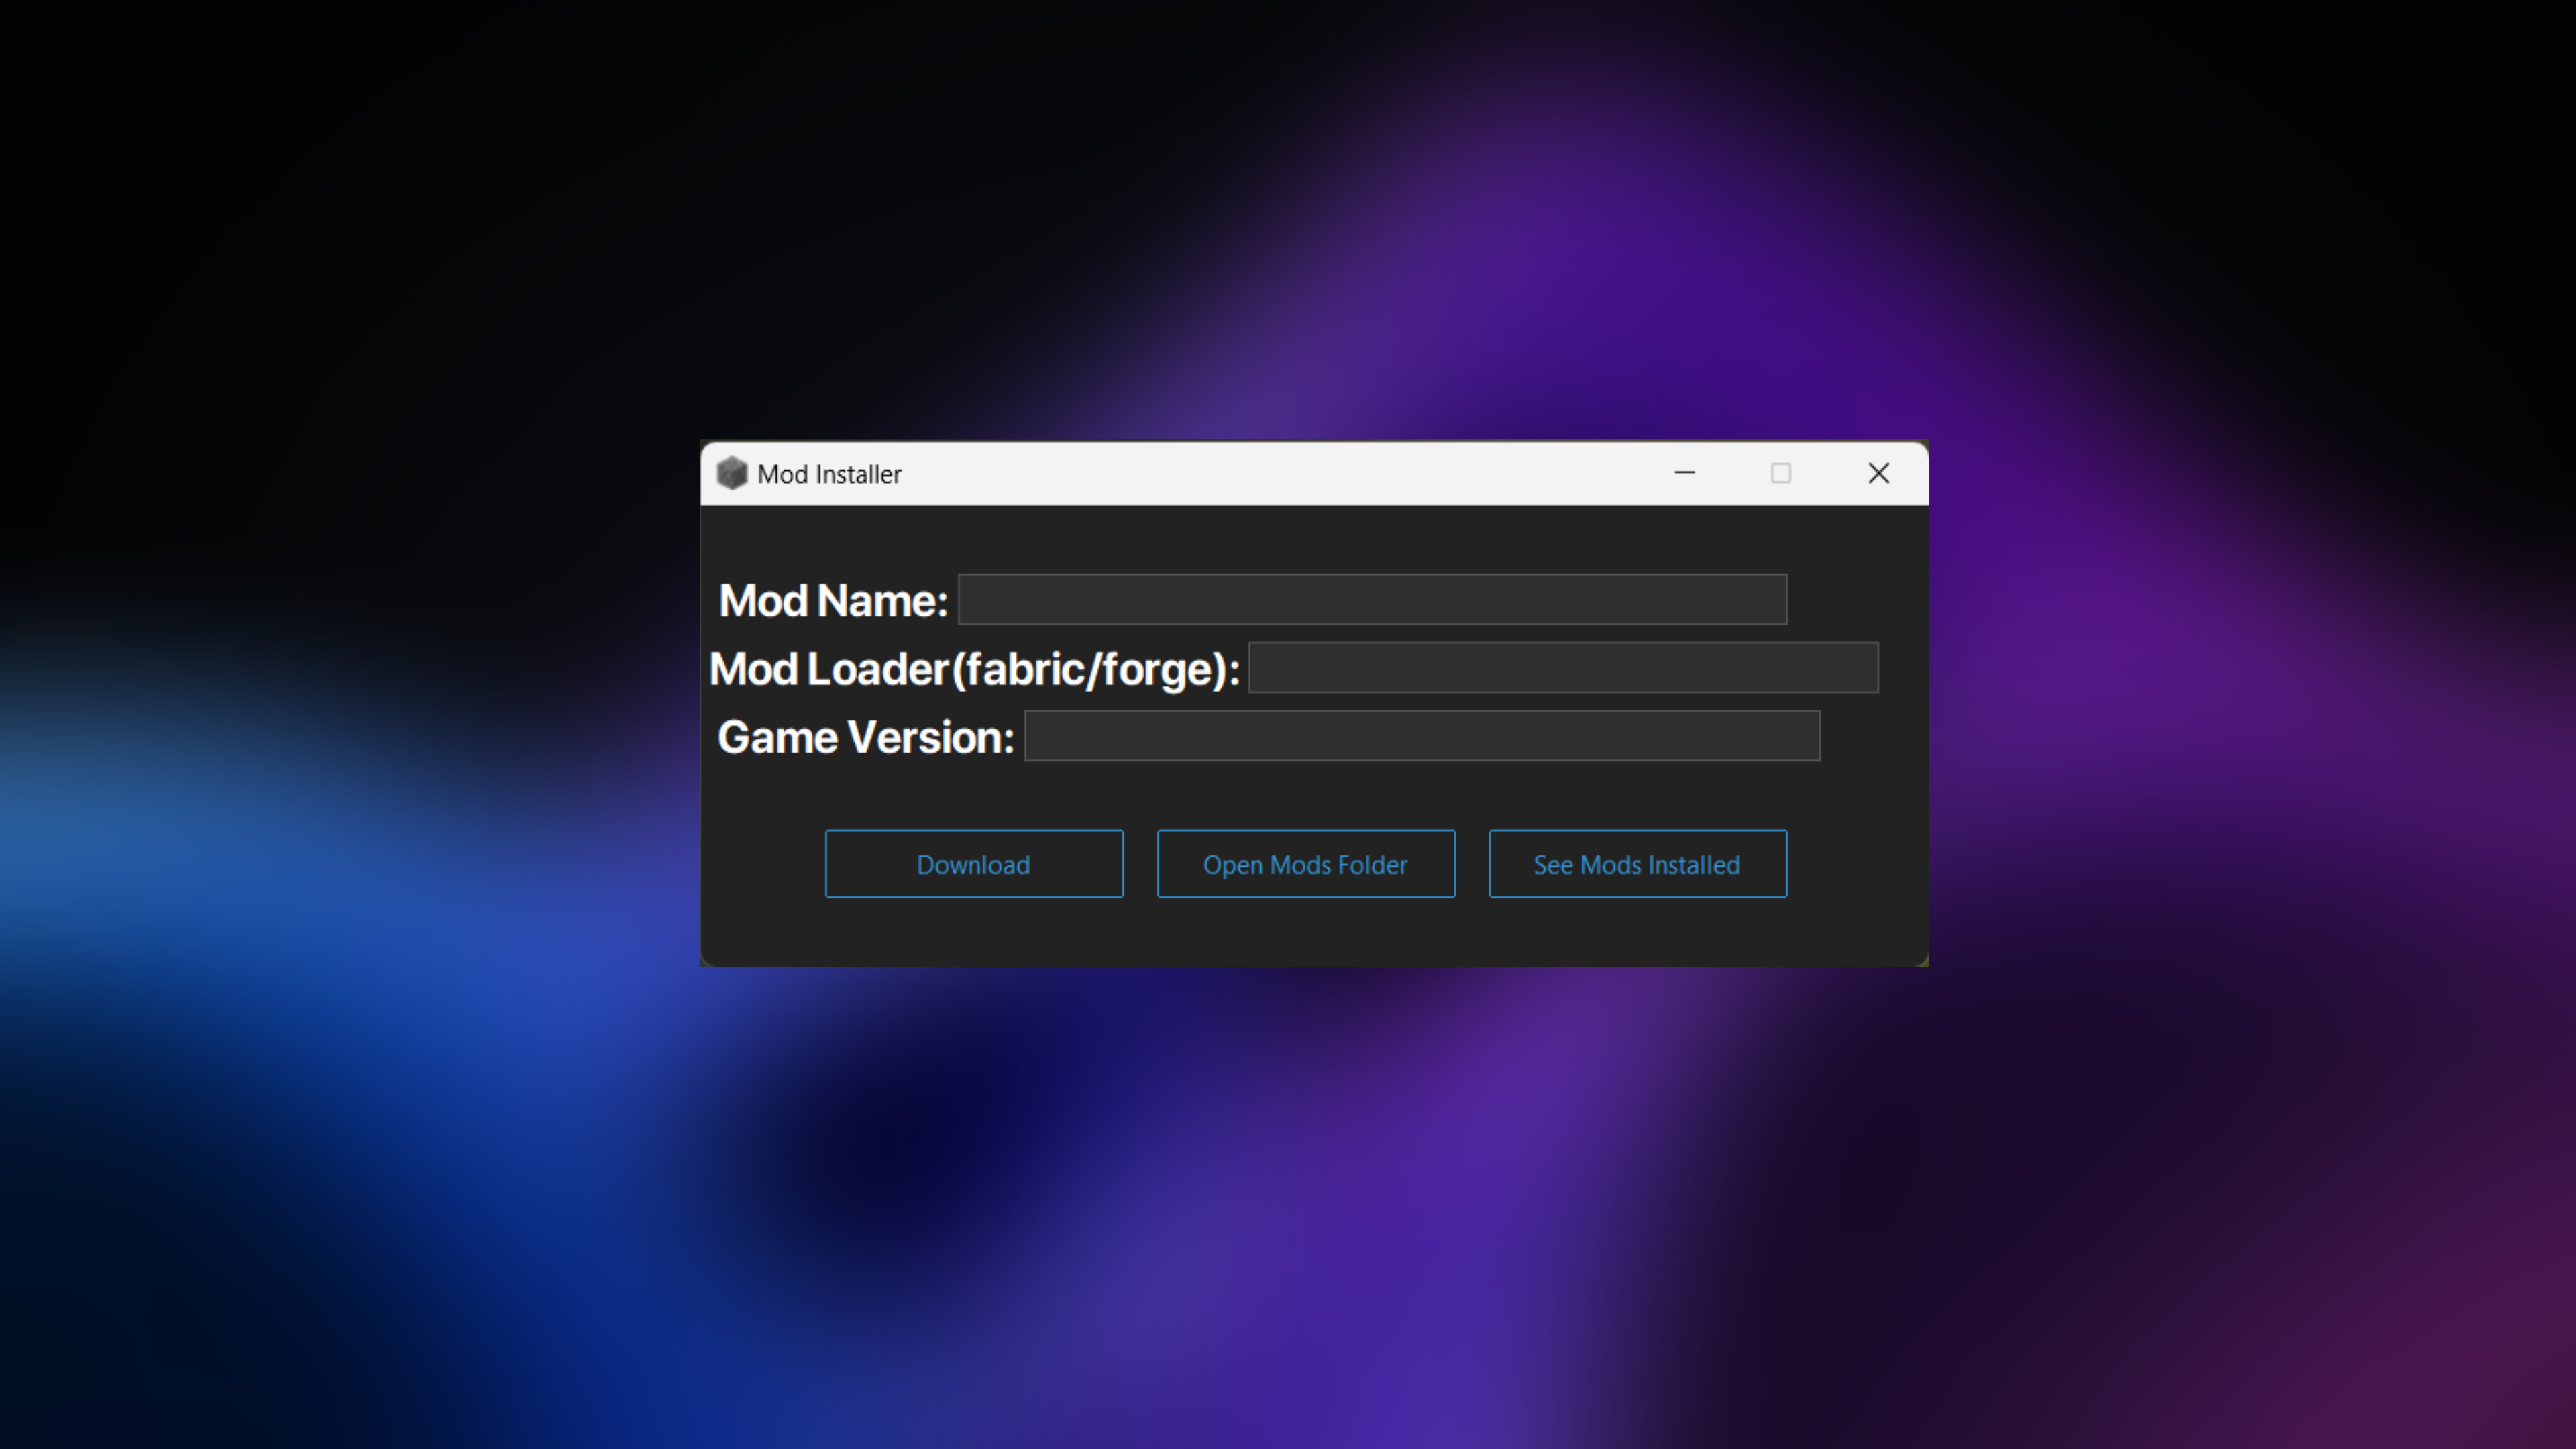 Mod Installer
Mod Name:
Mod Loader(fabric/forge):
Game Version:
Download
Open Mods Folder
See Mods Installed